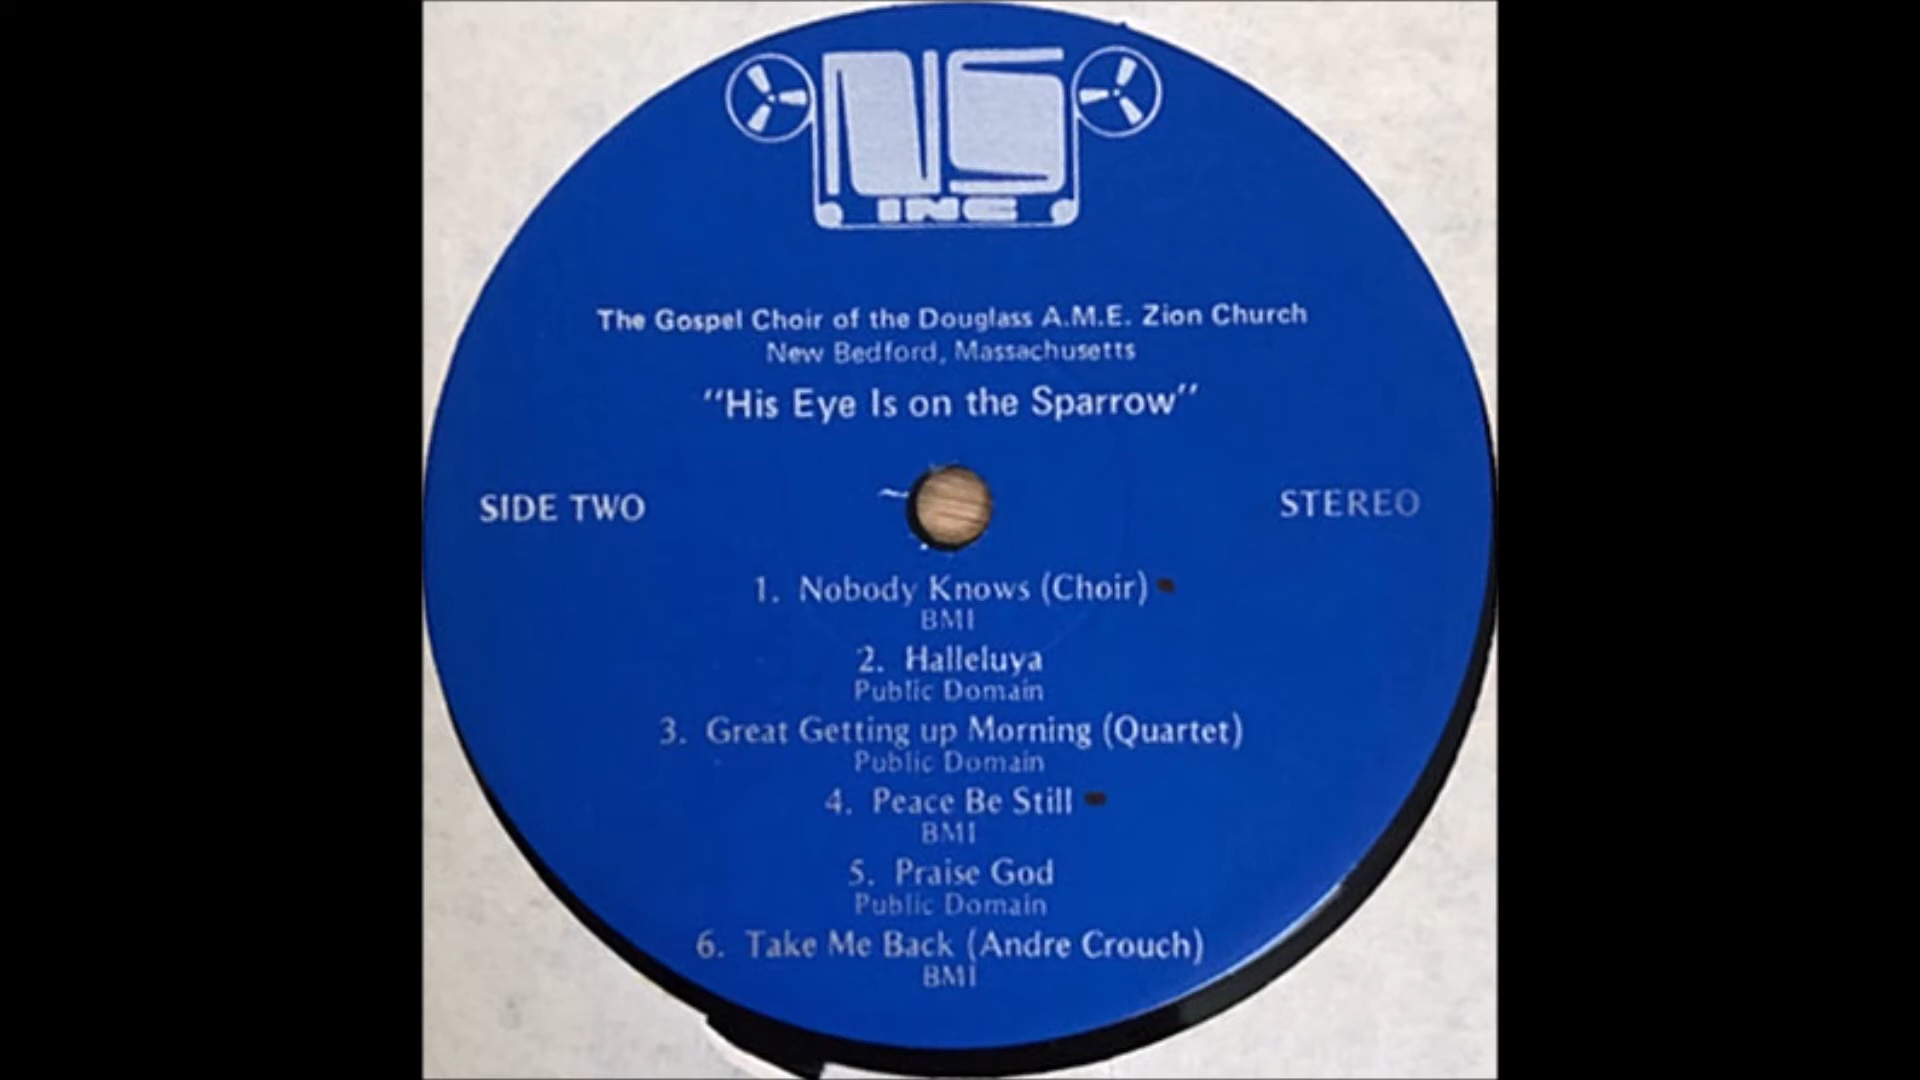 NS
INC
The Gospel Choir of the Douglass A.M.E. Zion Church
New Bedford, Massachusetts
"His Eye Is on the Sparrow"
SIDE TWO
STEREO
1. Nobody Knows (Choir)
BMI
2. Halleluya
Public Domain
3. Great Getting up Morning (Quartet)
Public Domain
4. Peace Be Still
BMI
5. Praise God
Public Domain
6. Take Me Back (Andre Crouch)
BMI